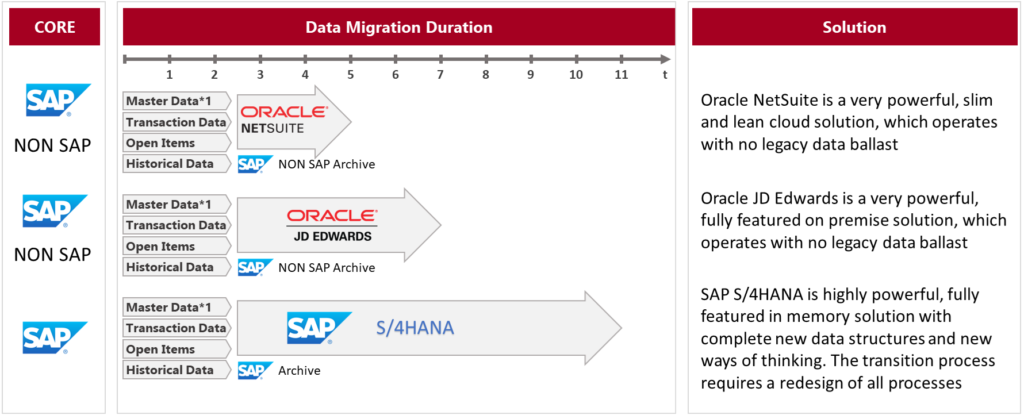 CORE
Data Migration Duration
Solution
1 2 3 4 5 6 7 8 9 10 11 t
SAP
NON SAP
Master Data*1
Transaction Data
Open Items
Historical Data
ORACLE
NETSUITE
SAP NON SAP Archive
Oracle NetSuite is a very powerful, slim
and lean cloud solution, which operates
with no legacy data ballast
SAP
NON SAP
Master Data*1
Transaction Data
Open Items
Historical Data
ORACLE
JD EDWARDS
SAP NON SAP Archive
Oracle JD Edwards is a very powerful,
fully featured on premise solution, which
operates with no legacy data ballast
SAP
Master Data*1
Transaction Data
Open Items
Historical Data
SAP S/4HANA
SAP Archive
SAP S/4HANA is highly powerful, fully
featured in memory solution with
complete new data structures and new
ways of thinking. The transition process
requires a redesign of all processes